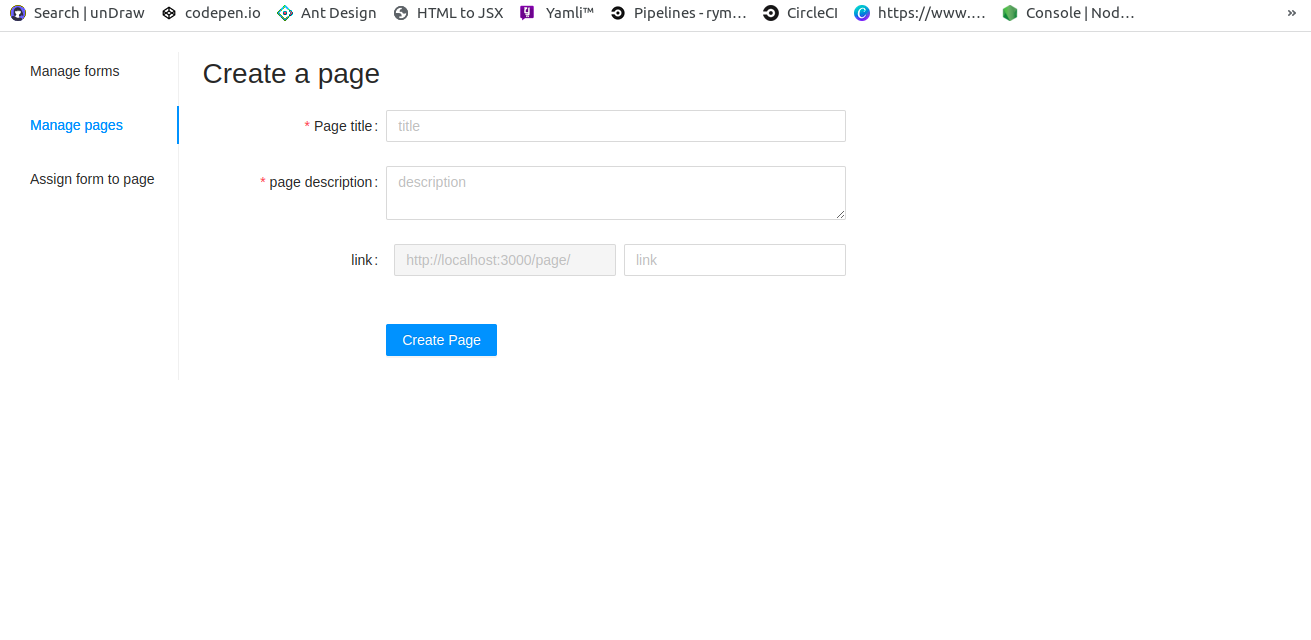 Search | unDraw codepen.io Ant Design HTML to JSX Yamli™ Pipelines - rym... CircleCI https://www.... Console | Nod... »
Manage forms
Manage pages
Assign form to page
Create a page
* Page title :
title
* page description :
description
link :
http://localhost:3000/page/
link
Create Page